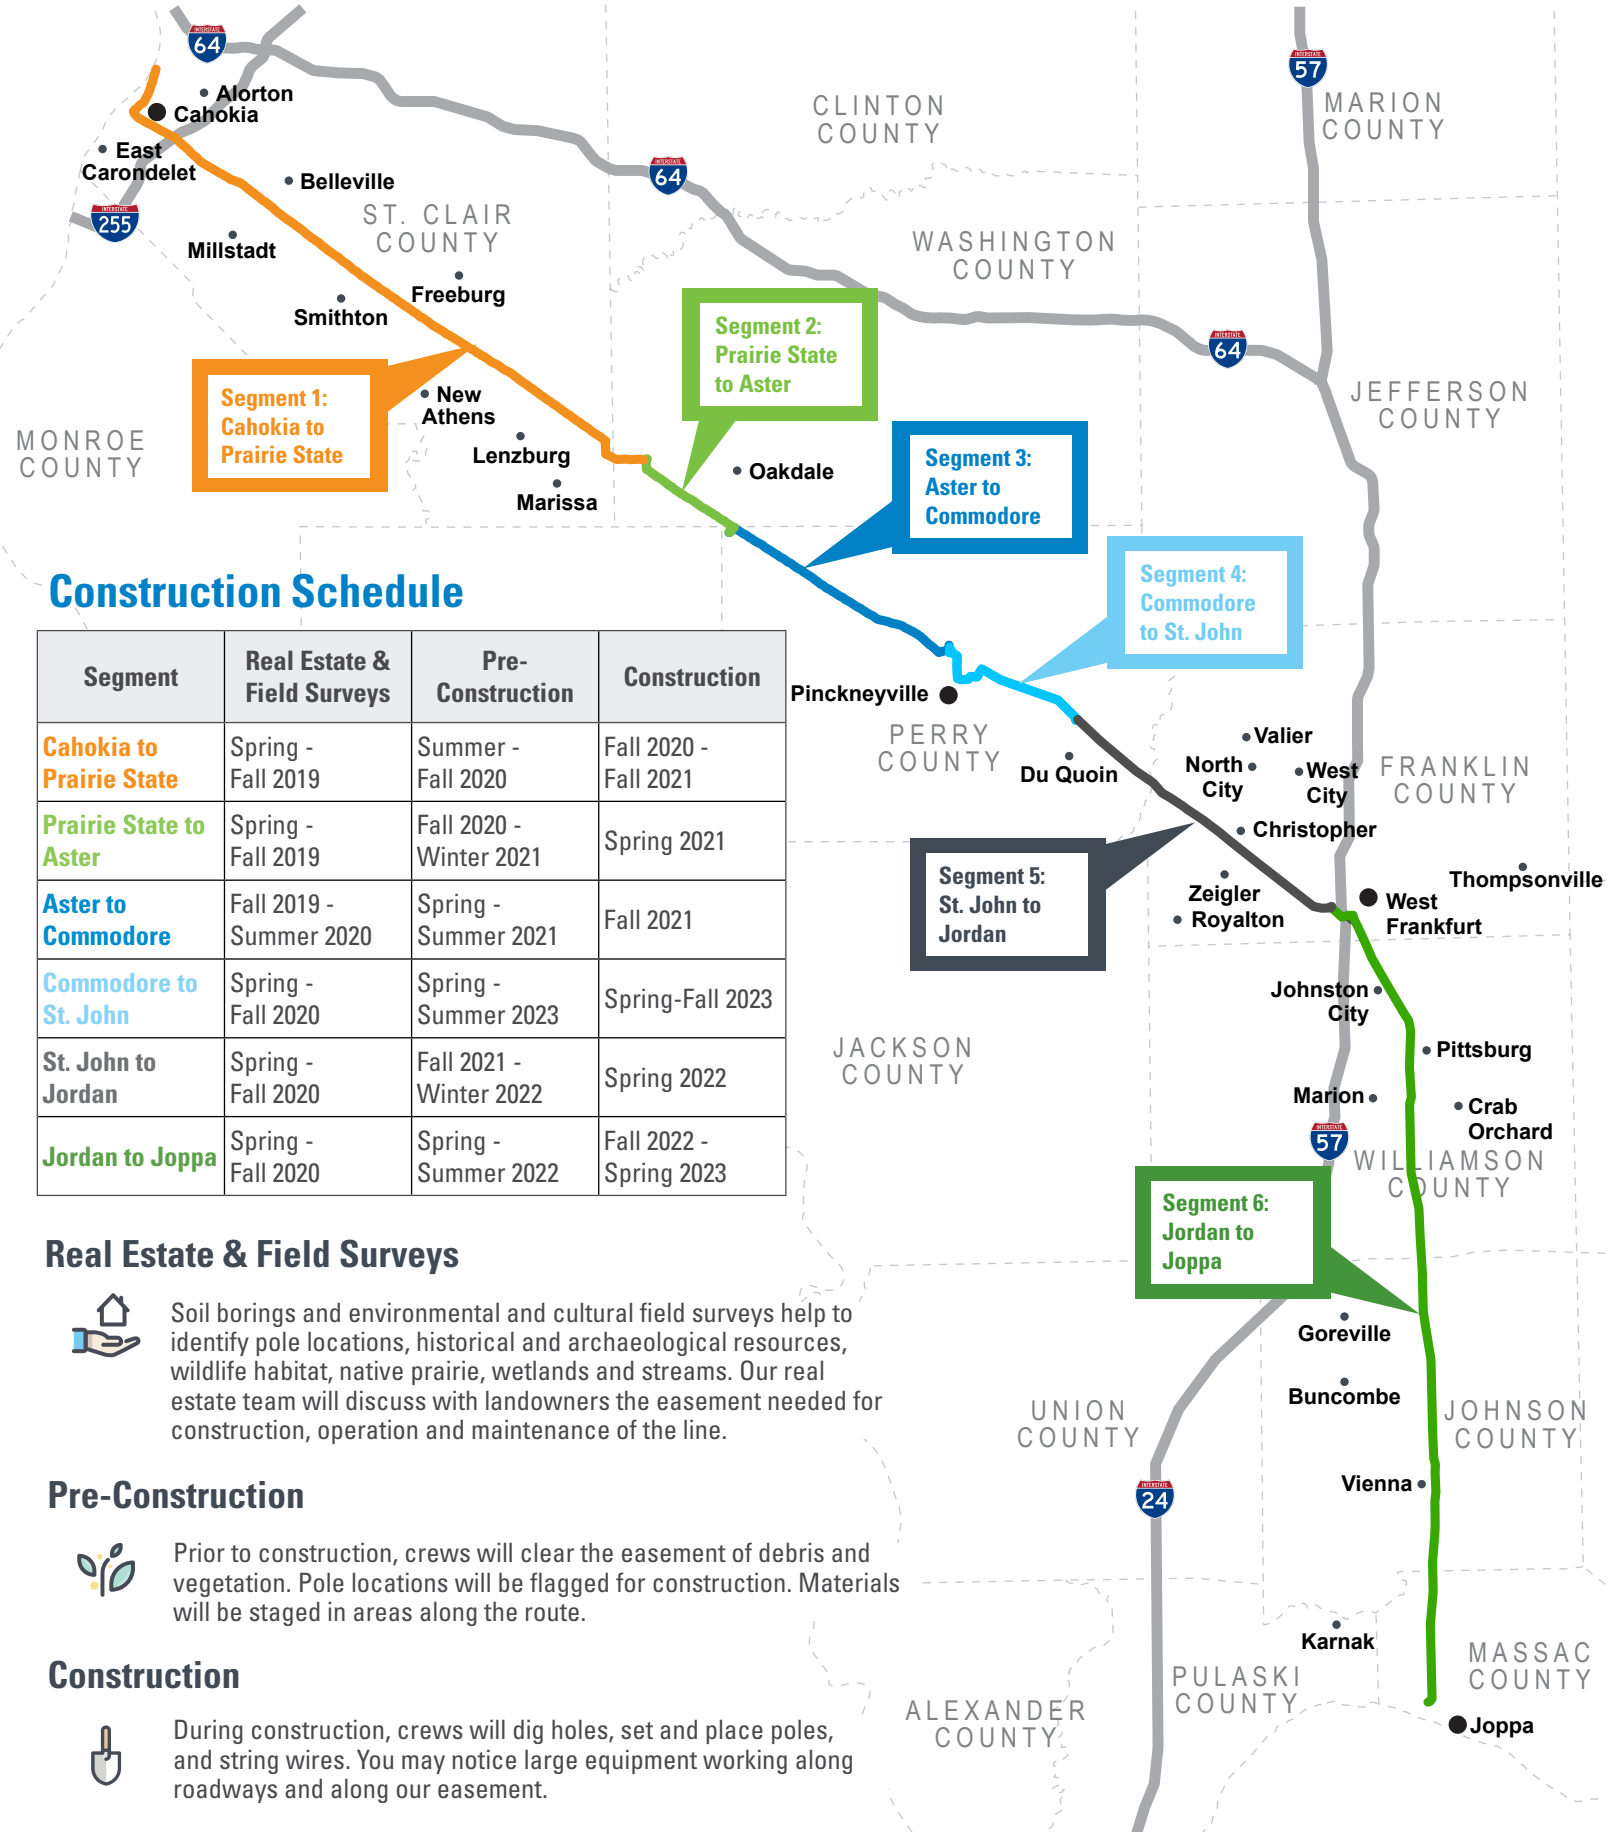 INTERSTATE
64
INTERSTATE
57
Alorton
Cahokia
CLINTON
COUNTY
MARION
COUNTY
East
Carondelet
Belleville
INTERSTATE
64
INTERSTATE
255
ST. CLAIR
COUNTY
Millstadt
WASHINGTON
COUNTY
Freeburg
Smithton
Segment 2:
Prairie State
to Aster
INTERSTATE
64
Segment 1:
Cahokia to
Prairie State
New
Athens
JEFFERSON
COUNTY
MONROE
COUNTY
Lenzburg
Marissa
Oakdale
Segment 3:
Aster to
Commodore
Segment 4:
Commodore
to St. John
Construction Schedule
Segment
Real Estate &
Field Surveys
Pre-
Construction
Construction
Cahokia to
Prairie State
Spring -
Fall 2019
Summer -
Fall 2020
Fall 2020 -
Fall 2021
Prairie State to
Aster
Spring -
Fall 2019
Fall 2020 -
Winter 2021
Spring 2021
Aster to
Commodore
Fall 2019 -
Summer 2020
Spring -
Summer 2021
Fall 2021
Commodore to
St. John
Spring -
Fall 2020
Spring -
Summer 2023
Spring-Fall 2023
St. John to
Jordan
Spring -
Fall 2020
Fall 2021 -
Winter 2022
Spring 2022
Jordan to Joppa
Spring -
Fall 2020
Spring -
Summer 2022
Fall 2022 -
Spring 2023
Pinckneyville
PERRY
COUNTY
Du Quoin
Valier
North
City
West
City
FRANKLIN
COUNTY
Christopher
Segment 5:
St. John to
Jordan
Zeigler
Royalton
Thompsonville
West
Frankfurt
Johnston
City
JACKSON
COUNTY
Pittsburg
Marion
Crab
Orchard
INTERSTATE
57
WILLIAMSON
COUNTY
Segment 6:
Jordan to
Joppa
Goreville
Buncombe
UNION
COUNTY
JOHNSON
COUNTY
Vienna
INTERSTATE
24
Karnak
MASSAC
COUNTY
PULASKI
COUNTY
ALEXANDER
COUNTY
Joppa
Real Estate & Field Surveys
Soil borings and environmental and cultural field surveys help to
identify pole locations, historical and archaeological resources,
wildlife habitat, native prairie, wetlands and streams. Our real
estate team will discuss with landowners the easement needed for
construction, operation and maintenance of the line.
Pre-Construction
Prior to construction, crews will clear the easement of debris and
vegetation. Pole locations will be flagged for construction. Materials
will be staged in areas along the route.
Construction
During construction, crews will dig holes, set and place poles,
and string wires. You may notice large equipment working along
roadways and along our easement.